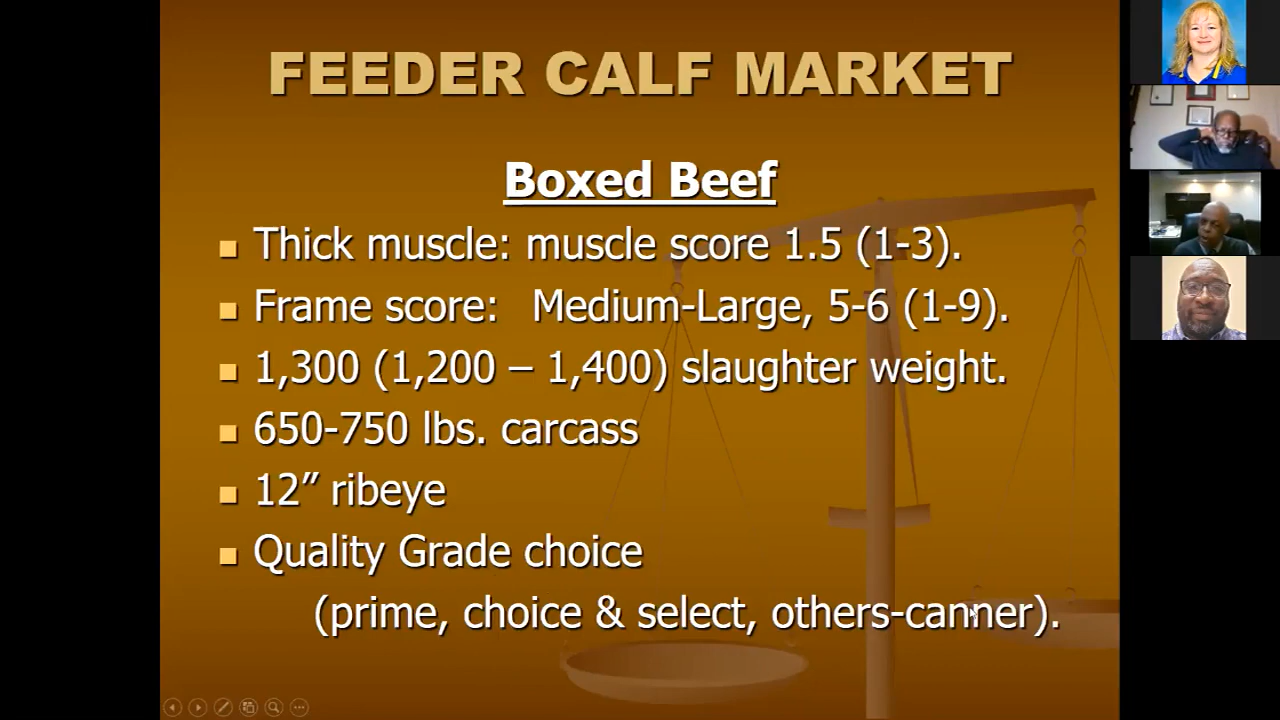 FEEDER CALF MARKET
Boxed Beef
Thick muscle: muscle score 1.5 (1-3).
Frame score: Medium-Large, 5-6 (1-9).
1,300 (1,200 – 1,400) slaughter weight.
650-750 lbs. carcass
12” ribeye
Quality Grade choice
(prime, choice & select, others-canner).